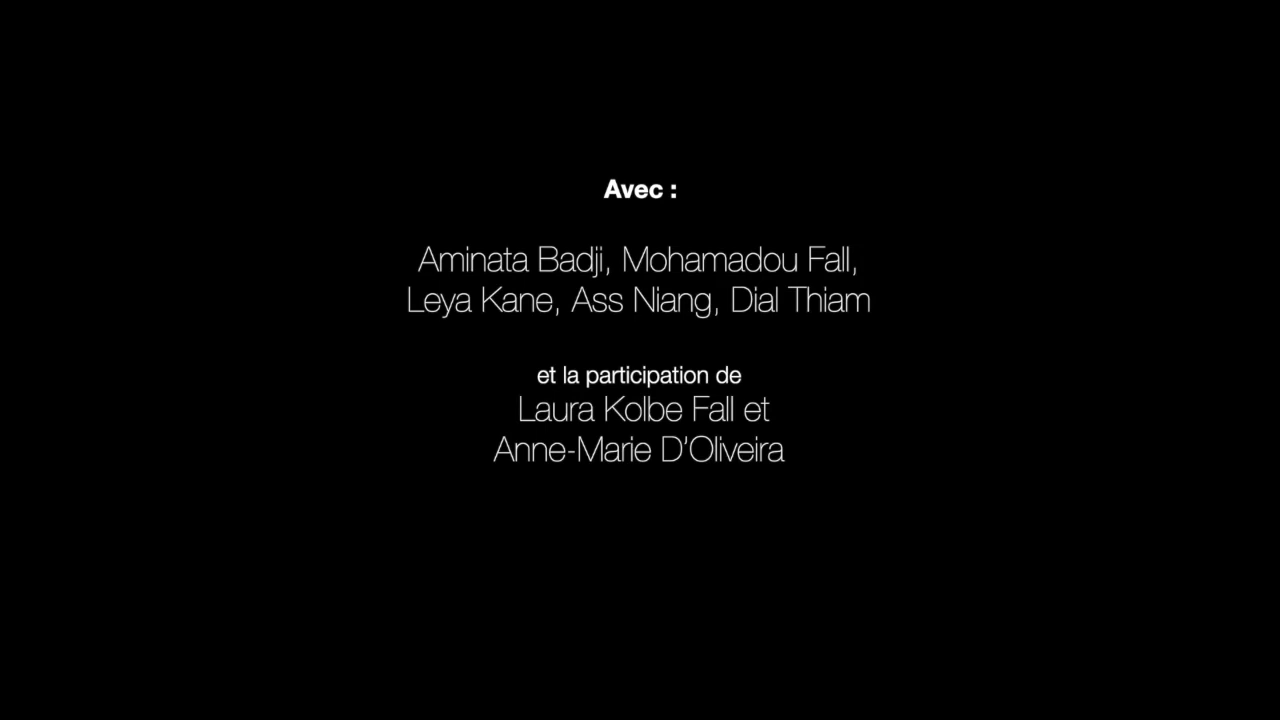 Avec :
Aminata Badji, Mohamadou Fall,
Leya Kane, Ass Niang, Dial Thiam
et la participation de
Laura Kolbe Fall et
Anne-Marie D'Oliveira